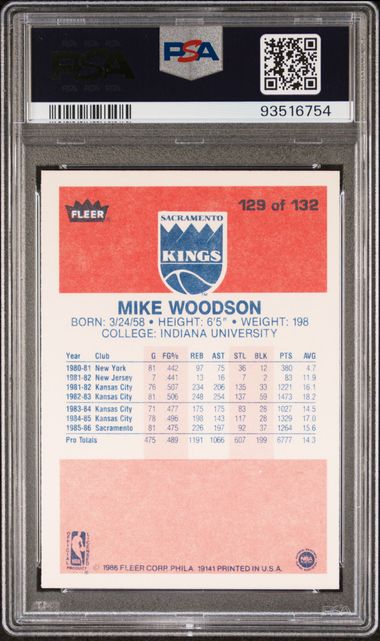 PSA
PSA
93516754
FLEER
129 of 132
SACRAMENTO
KINGS
TM
MIKE WOODSON
BORN: 3/24/58 • HEIGHT: 6'5" • WEIGHT: 198
COLLEGE: INDIANA UNIVERSITY
Year Club G FG% REB AST STL BLK PTS AVG
1980-81 New York 81 442 97 75 36 12 380 4.7
1981-82 New Jersey 7 441 13 16 7 2 83 11.9
1981-82 Kansas City 76 507 234 206 135 33 1221 16.1
1982-83 Kansas City 81 506 248 254 137 59 1473 18.2
1983-84 Kansas City 71 477 175 175 83 28 1027 14.5
1984-85 Kansas City 78 496 198 143 117 28 1329 17.0
1985-86 Sacramento 81 475 226 197 92 37 1264 15.6
Pro Totals 475 489 1191 1066 607 199 6777 14.3
OFFICIAL LICENSED
PRODUCT
NBA
© 1986 FLEER CORP. PHILA. 19141 PRINTED IN U.S.A.
PSA